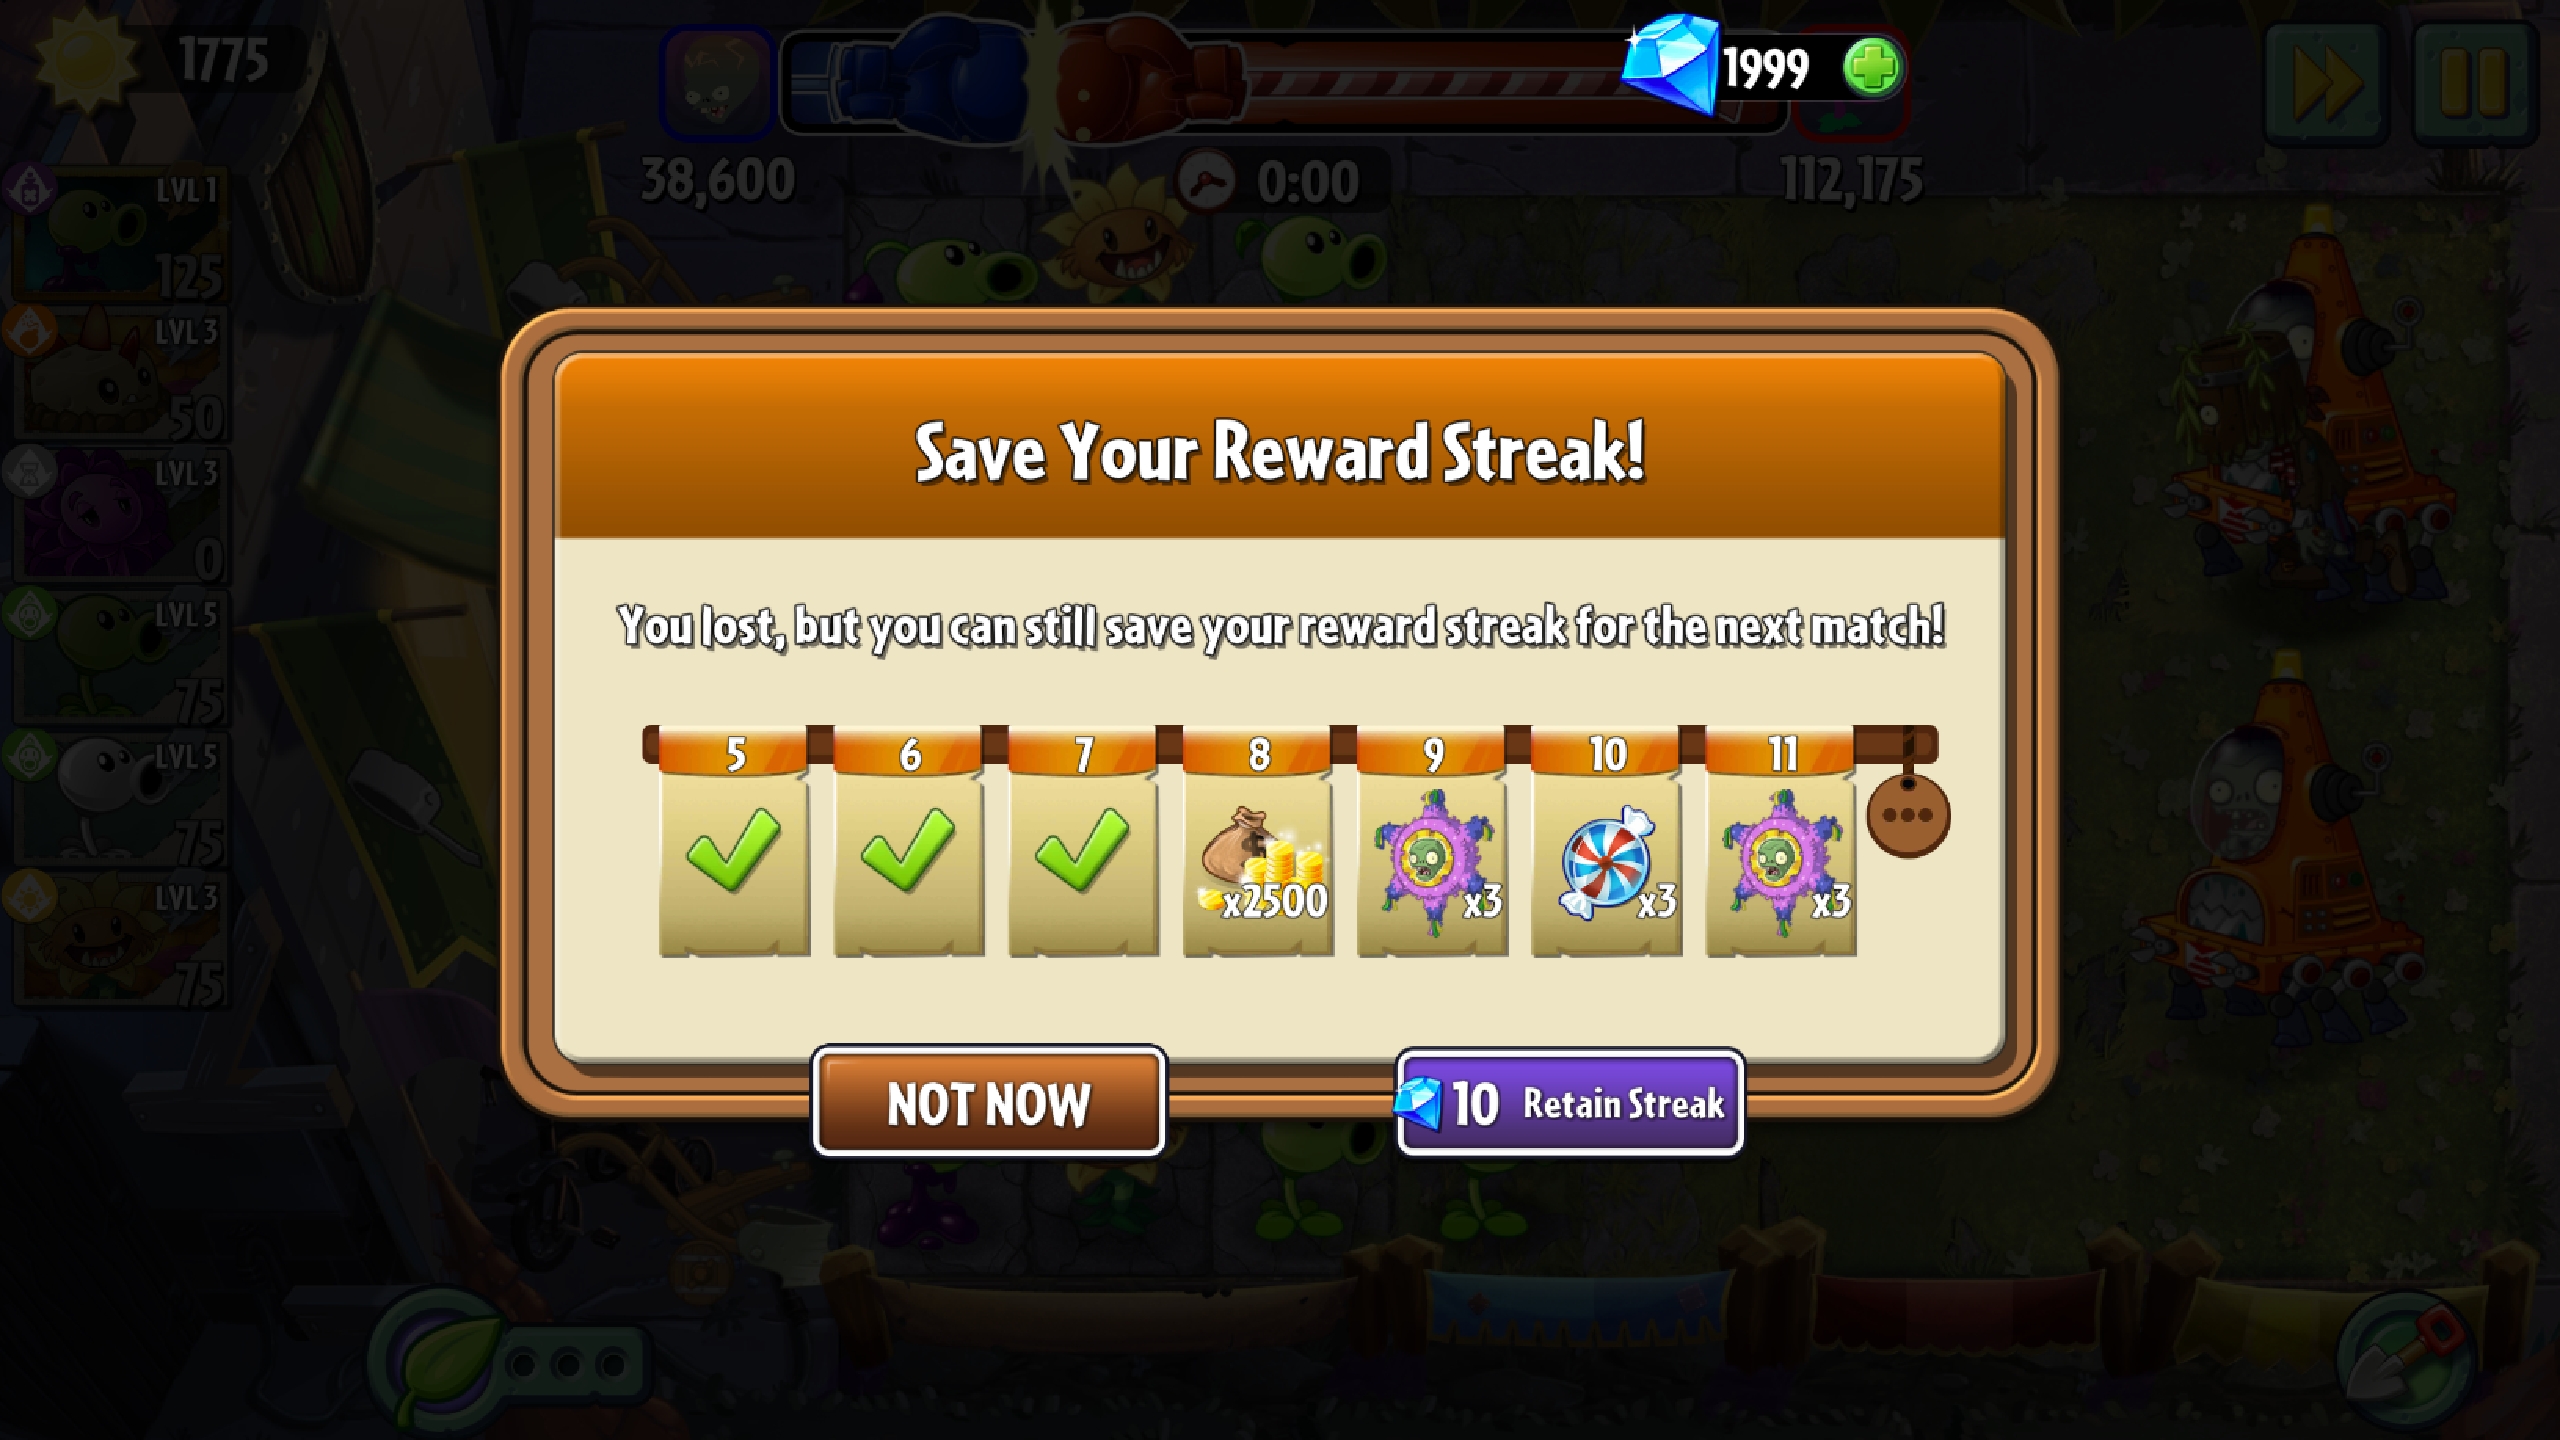 1775
1999
38,600
0:00
112,175
LVL 1
125
LVL 3
50
LVL 3
0
LVL 5
75
LVL 5
75
LVL 3
75
Save Your Reward Streak!
You lost, but you can still save your reward streak for the next match!
5 6 7 8 9 10 11
x2500 x3 x3 x3
NOT NOW
10 Retain Streak